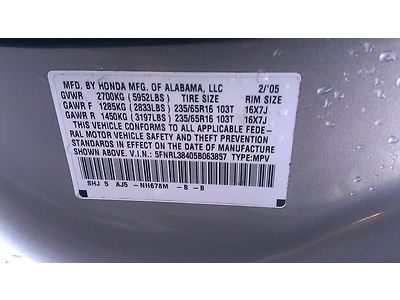 MFD. BY HONDA MFG. OF ALABAMA, LLC 2/'05
GVWR 2700KG (5952LBS) TIRE SIZE RIM SIZE
GAWR F 1285KG (2833LBS) 235/65R16 103T 16X7J
GAWR R 1450KG (3197LBS) 235/65R16 103T 16X7J
THIS VEHICLE CONFORMS TO ALL APPLICABLE FEDE-
RAL MOTOR VEHICLE SAFETY AND THEFT PREVENTION
STANDARDS IN EFFECT ON THE DATE OF MANUFACTURE
SHOWN ABOVE. V.I.N.: 5FNRL38405B063857 TYPE:MPV
SHJ 5 AJ5 -NH678M -B -B